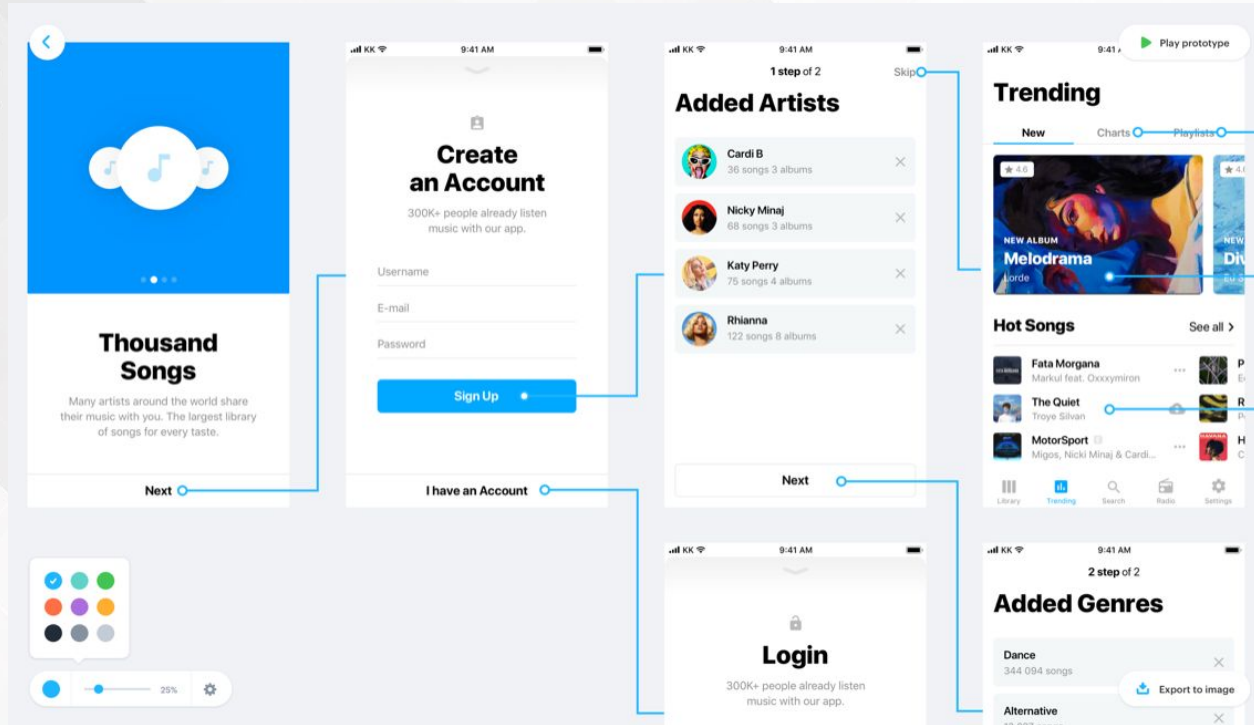 Thousand
Songs
Many artists around the world share
their music with you. The largest library
of songs for every taste.
Next
KK
9:41 AM
Create
an Account
300K+ people already listen
music with our app.
Username
E-mail
Password
Sign Up
I have an Account
KK
9:41 AM
1 step of 2
Skip
Added Artists
Cardi B
36 songs 3 albums
Nicky Minaj
68 songs 3 albums
Katy Perry
75 songs 4 albums
Rhianna
122 songs 8 albums
Next
KK
9:41
Play prototype
Trending
New
Charts
Playlists
4.6
NEW ALBUM
Melodrama
Lorde
NEW
Hot Songs
See all
Fata Morgana
Markul feat. Oxxxymiron
The Quiet
Troye Silvan
MotorSport
Migos, Nicki Minaj & Cardi...
Library
Trending
Search
Radio
Settings
KK
9:41 AM
Login
300K+ people already listen
music with our app.
KK
9:41 AM
2 step of 2
Added Genres
Dance
344 094 songs
Alternative
Export to image
25%